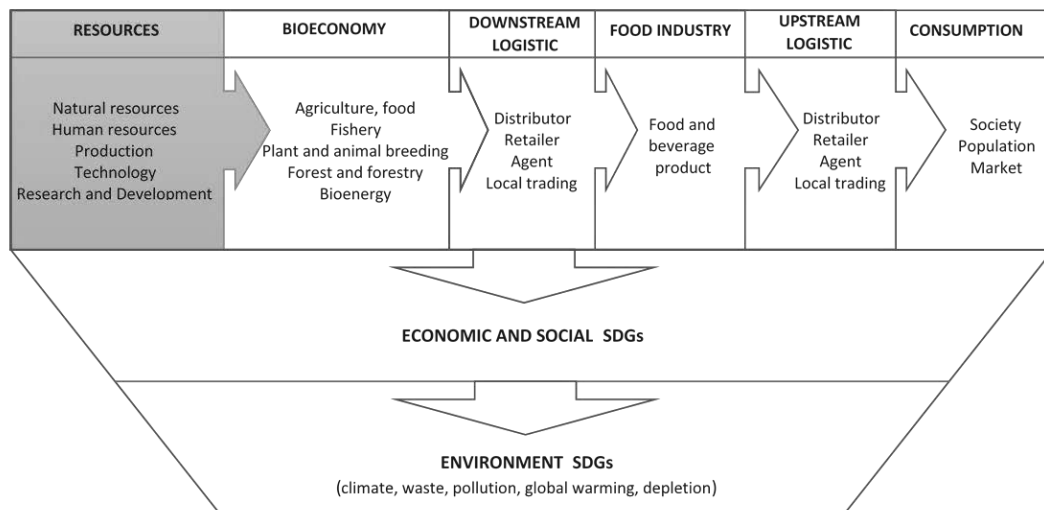 RESOURCES
BIOECONOMY
DOWNSTREAM
LOGISTIC
FOOD INDUSTRY
UPSTREAM
LOGISTIC
CONSUMPTION
Natural resources
Human resources
Production
Technology
Research and Development
Agriculture, food
Fishery
Plant and animal breeding
Forest and forestry
Bioenergy
Distributor
Retailer
Agent
Local trading
Food and
beverage
product
Distributor
Retailer
Agent
Local trading
Society
Population
Market
ECONOMIC AND SOCIAL SDGs
ENVIRONMENT SDGs
(climate, waste, pollution, global warming, depletion)